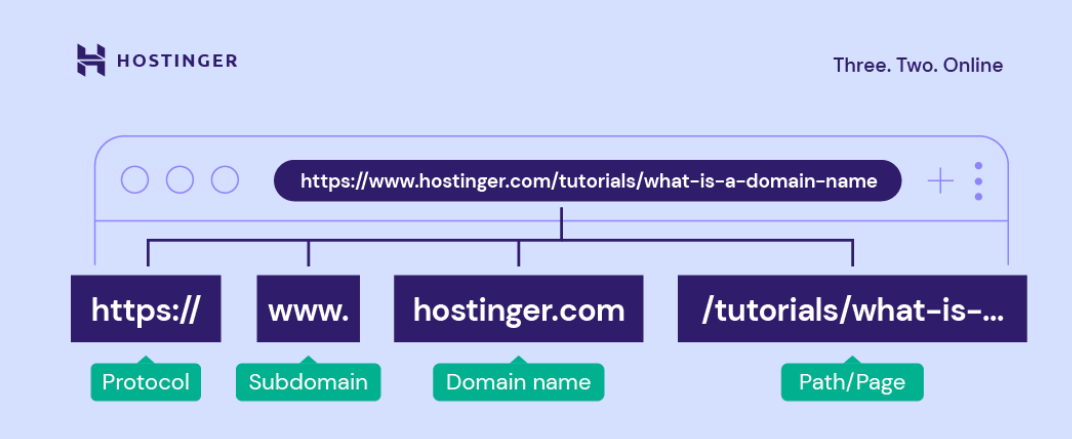 HOSTINGER
Three. Two. Online
https://www.hostinger.com/tutorials/what-is-a-domain-name
https://
www.
hostinger.com
/tutorials/what-is-...
Protocol
Subdomain
Domain name
Path/Page